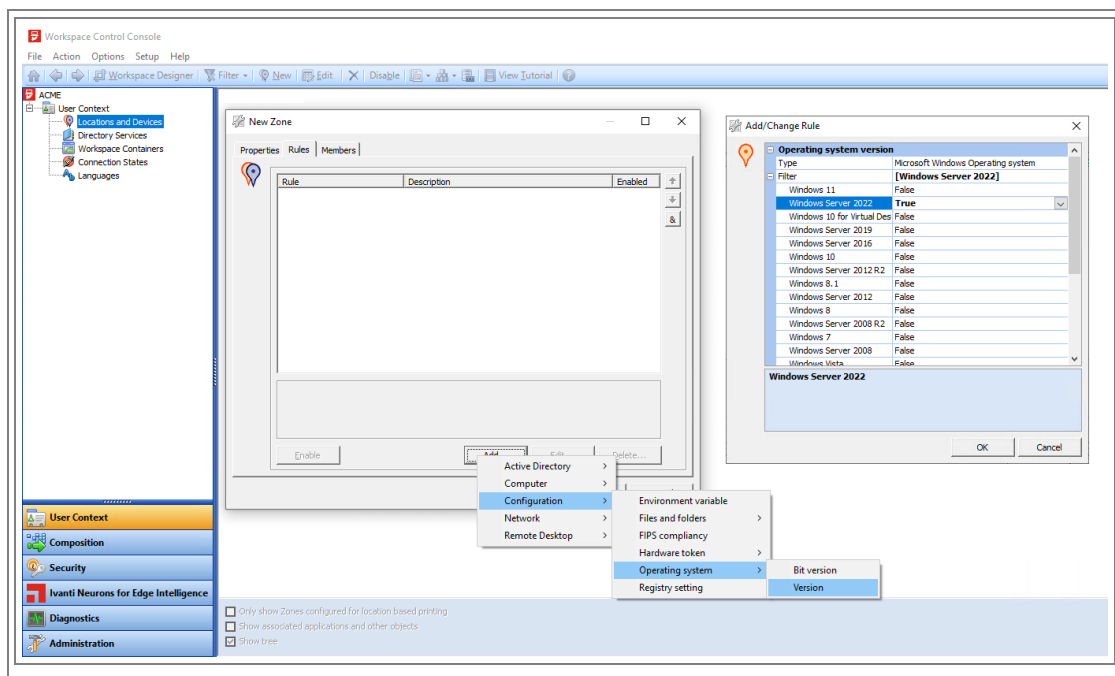 Workspace Control Console
File Action Options Setup Help
Workspace Designer Filter New Edit Disable View Tutorial
ACME
User Context
Locations and Devices
Directory Services
Workspace Containers
Connection States
Languages
User Context
Composition
Security
Ivanti Neurons for Edge Intelligence
Diagnostics
Administration
New Zone
Properties Rules Members
Rule Description Enabled
&
Enable Add Edit Delete...
Active Directory
Computer
Configuration
Network
Remote Desktop
Environment variable
Files and folders
FIPS compliancy
Hardware token
Operating system
Registry setting
Bit version
Version
Only show Zones configured for location based printing
Show associated applications and other objects
Show tree
Add/Change Rule
Operating system version
Type Microsoft Windows Operating system
Filter [Windows Server 2022]
Windows 11 False
Windows Server 2022 True
Windows 10 for Virtual Des False
Windows Server 2019 False
Windows Server 2016 False
Windows 10 False
Windows Server 2012 R2 False
Windows 8.1 False
Windows Server 2012 False
Windows 8 False
Windows Server 2008 R2 False
Windows 7 False
Windows Server 2008 False
Windows Vista False
Windows Server 2022
OK Cancel